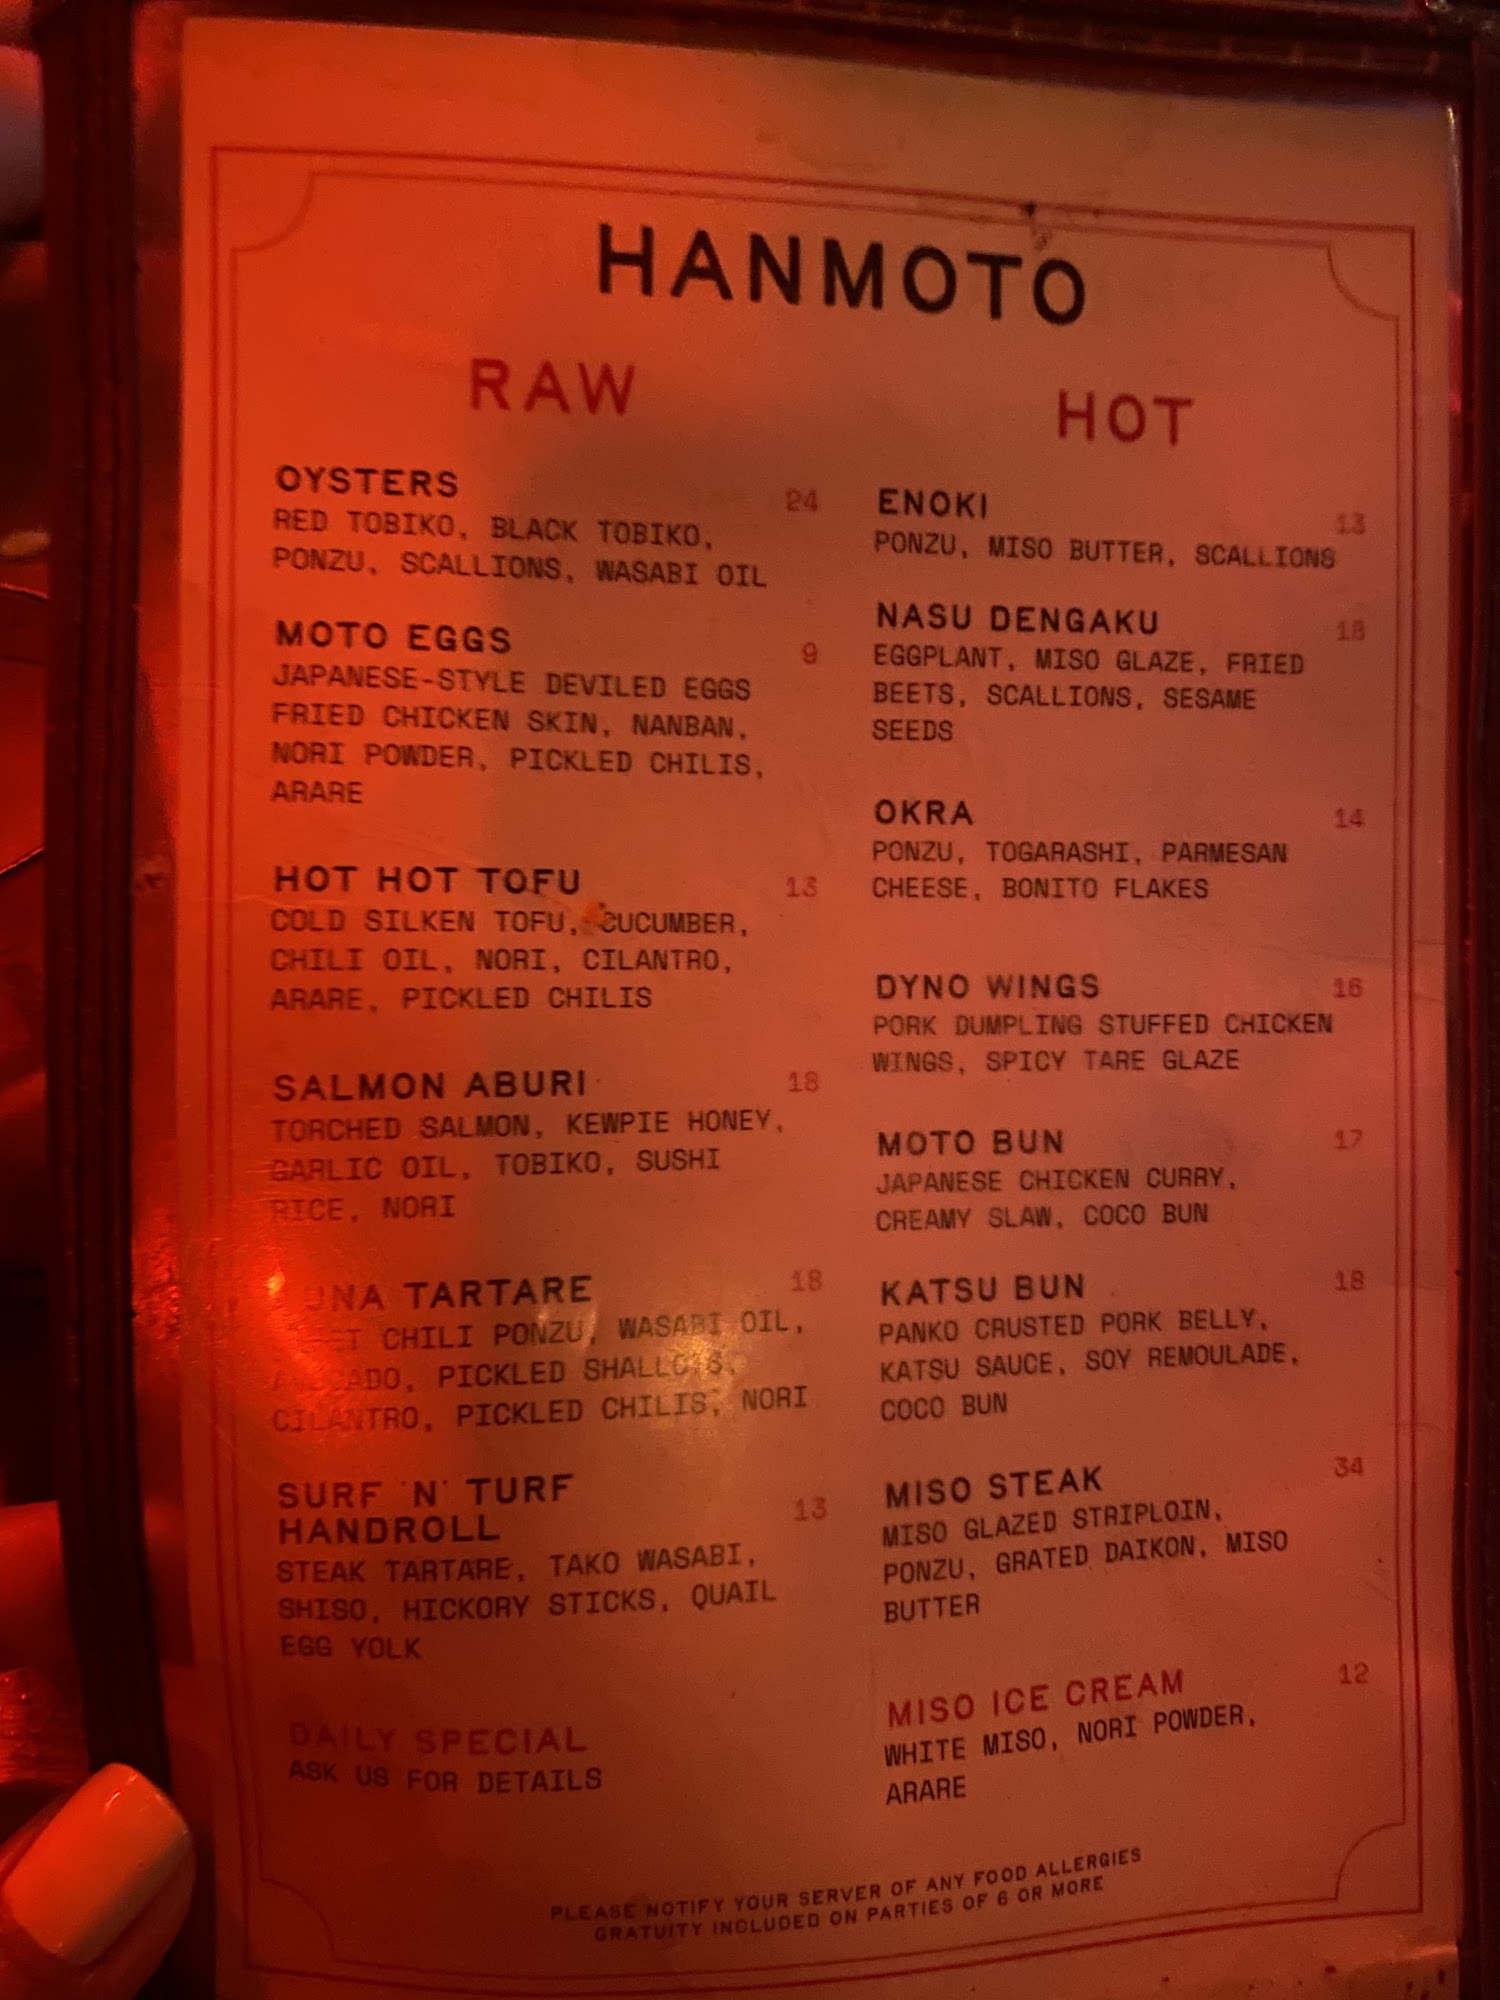 HANMOTO
RAW
OYSTERS 24
RED TOBIKO, BLACK TOBIKO,
PONZU, SCALLIONS, WASABI OIL
MOTO EGGS 9
JAPANESE-STYLE DEVILED EGGS
FRIED CHICKEN SKIN, NANBAN,
NORI POWDER, PICKLED CHILIS,
ARARE
HOT HOT TOFU 13
COLD SILKEN TOFU, CUCUMBER,
CHILI OIL, NORI, CILANTRO,
ARARE, PICKLED CHILIS
SALMON ABURI 18
TORCHED SALMON, KEWPIE HONEY,
GARLIC OIL, TOBIKO, SUSHI
RICE, NORI
TUNA TARTARE 18
CHILI PONZU, WASABI OIL,
AVOCADO, PICKLED SHALLOTS,
CILANTRO, PICKLED CHILIS, NORI
SURF 'N' TURF
HANDROLL 13
STEAK TARTARE, TAKO WASABI,
SHISO, HICKORY STICKS, QUAIL
EGG YOLK
DAILY SPECIAL
ASK US FOR DETAILS
HOT
ENOKI 13
PONZU, MISO BUTTER, SCALLIONS
NASU DENGAKU 18
EGGPLANT, MISO GLAZE, FRIED
BEETS, SCALLIONS, SESAME
SEEDS
OKRA 14
PONZU, TOGARASHI, PARMESAN
CHEESE, BONITO FLAKES
DYNO WINGS 16
PORK DUMPLING STUFFED CHICKEN
WINGS, SPICY TARE GLAZE
MOTO BUN 17
JAPANESE CHICKEN CURRY,
CREAMY SLAW, COCO BUN
KATSU BUN 18
PANKO CRUSTED PORK BELLY,
KATSU SAUCE, SOY REMOULADE,
COCO BUN
MISO STEAK 34
MISO GLAZED STRIPLOIN,
PONZU, GRATED DAIKON, MISO
BUTTER
MISO ICE CREAM 12
WHITE MISO, NORI POWDER,
ARARE
PLEASE NOTIFY YOUR SERVER OF ANY FOOD ALLERGIES
GRATUITY INCLUDED ON PARTIES OF 6 OR MORE